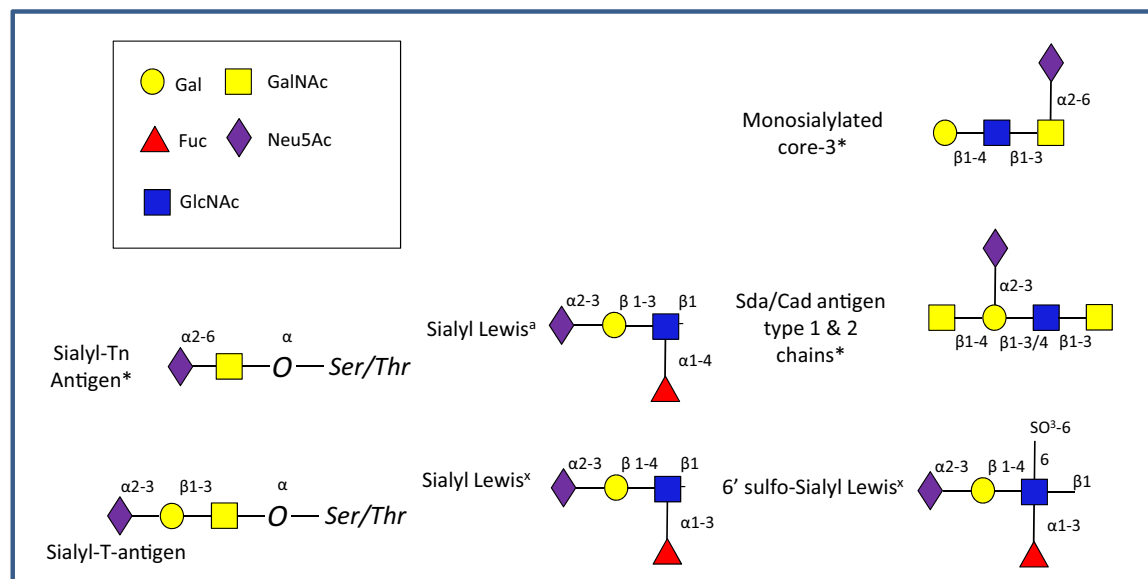 Gal
GalNAc
Fuc
Neu5Ac
GlcNAc
Monosialylated
core-3*
α2-6
β1-4
β1-3
Sialyl-Tn
Antigen*
α2-6
α
O
Ser/Thr
Sialyl Lewisᵃ
α2-3
β 1-3
β1
α1-4
Sda/Cad antigen
type 1 & 2
chains*
α2-3
β1-4
β1-3/4
β1-3
α2-3
β1-3
α
O
Ser/Thr
Sialyl-T-antigen
Sialyl Lewisˣ
α2-3
β 1-4
β1
α1-3
6' sulfo-Sialyl Lewisˣ
SO³-6
6
α2-3
β 1-4
β1
α1-3